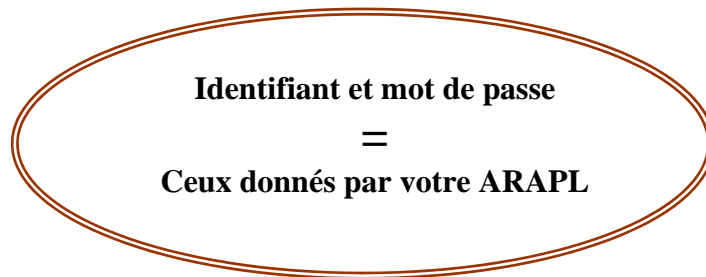 Identifiant et mot de passe
=
Ceux donnés par votre ARAPL